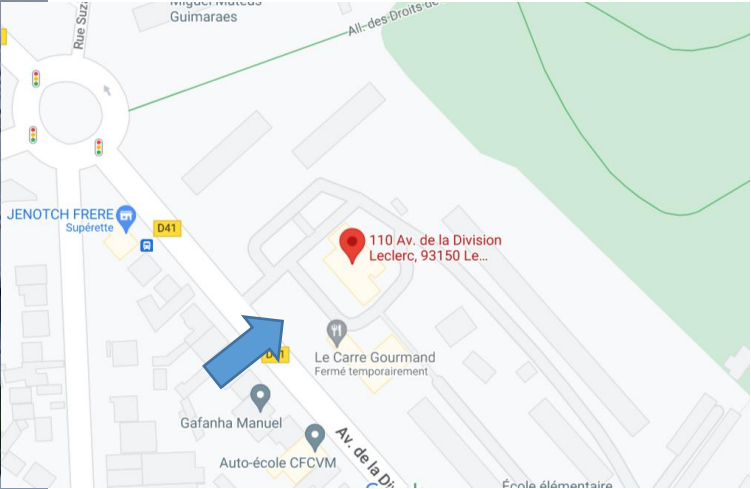 Miguel Mateus
Guimaraes
Rue Suz
All. des Droits de
JENOTCH FRERE
Supérette
D41
110 Av. de la Division
Leclerc, 93150 Le...
Le Carre Gourmand
Fermé temporairement
Gafanha Manuel
Auto-école CFCVM
Av. de la Di
École élémentaire